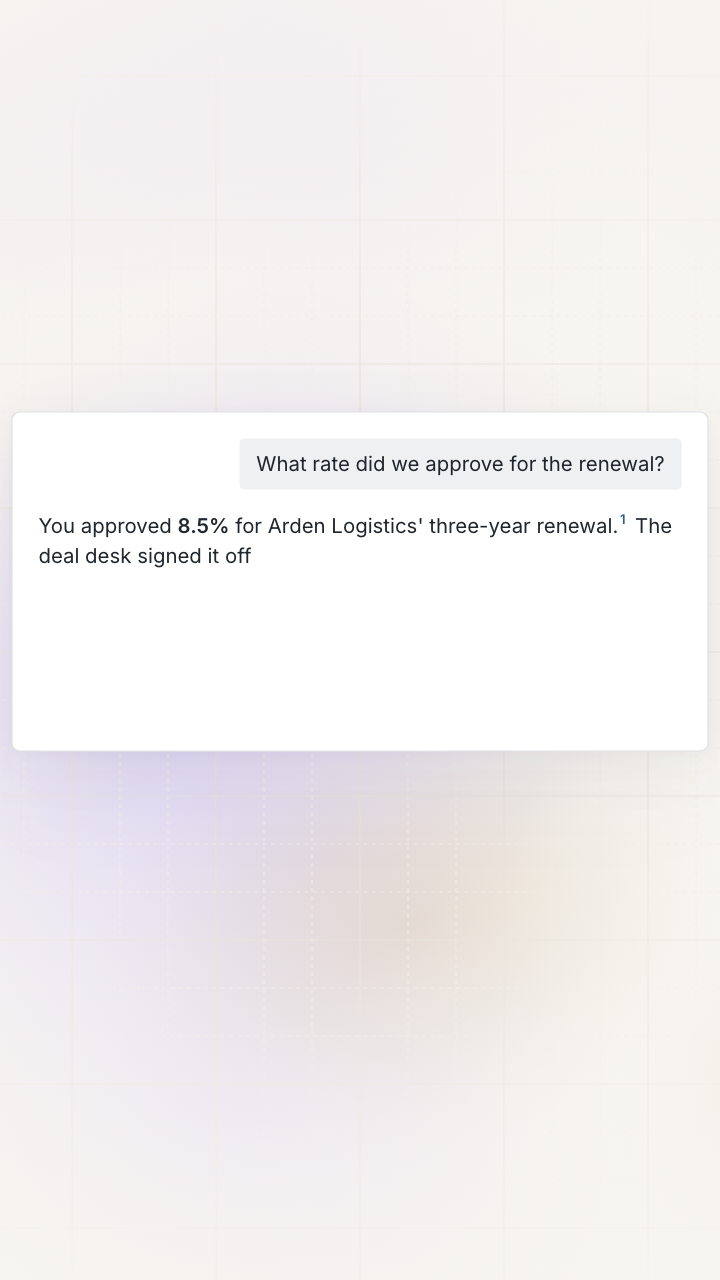 What rate did we approve for the renewal?
You approved 8.5% for Arden Logistics' three-year renewal.1 The
deal desk signed it off